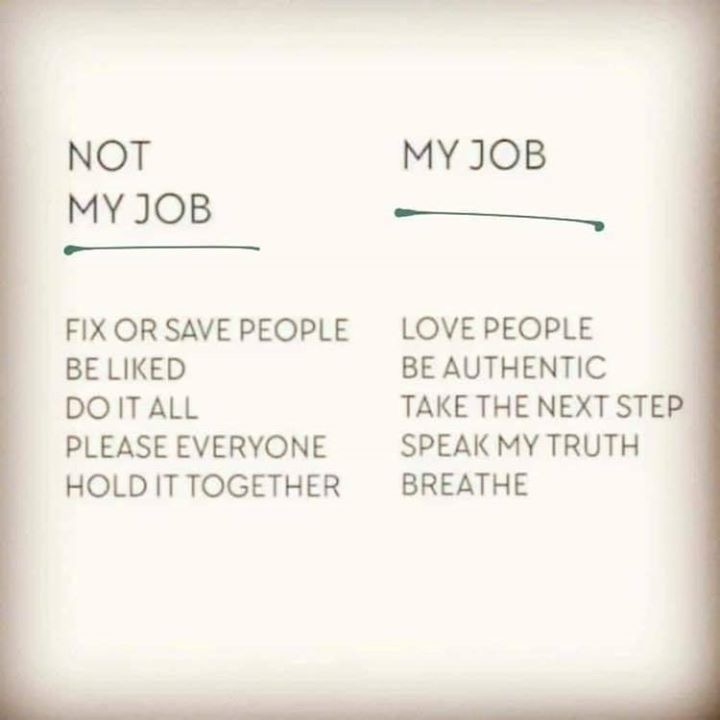 NOT
MY JOB
FIX OR SAVE PEOPLE
BE LIKED
DO IT ALL
PLEASE EVERYONE
HOLD IT TOGETHER
MY JOB
LOVE PEOPLE
BE AUTHENTIC
TAKE THE NEXT STEP
SPEAK MY TRUTH
BREATHE